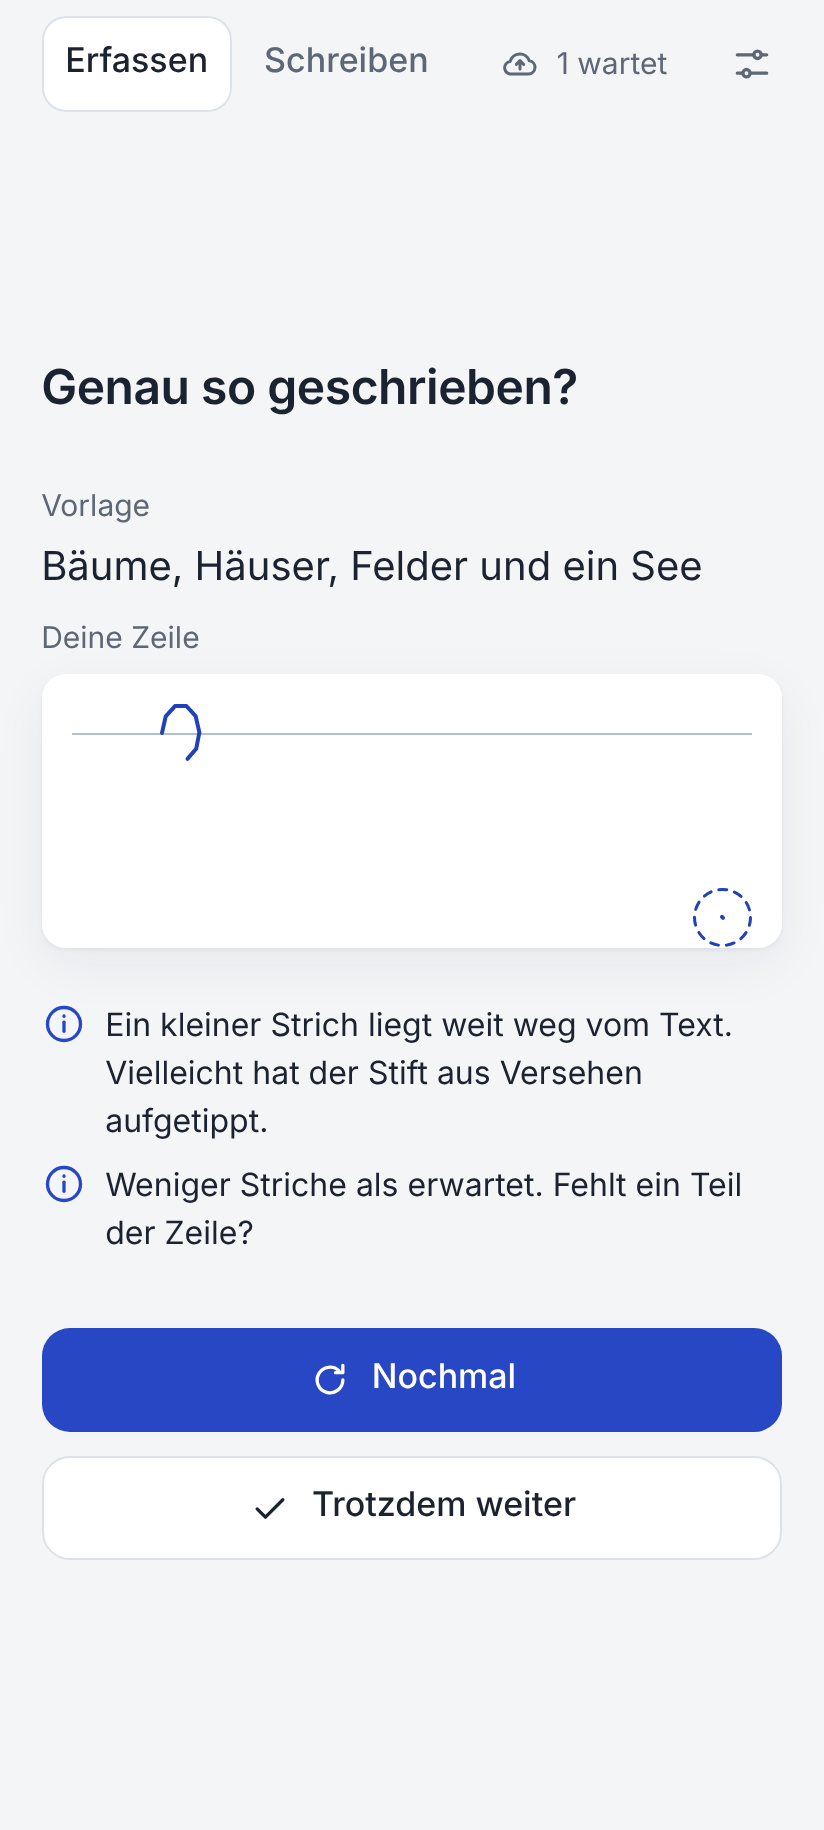 Erfassen Schreiben 1 wartet
Genau so geschrieben?
Vorlage
Bäume, Häuser, Felder und ein See
Deine Zeile
Ein kleiner Strich liegt weit weg vom Text.
Vielleicht hat der Stift aus Versehen
aufgetippt.
Weniger Striche als erwartet. Fehlt ein Teil
der Zeile?
Nochmal
Trotzdem weiter